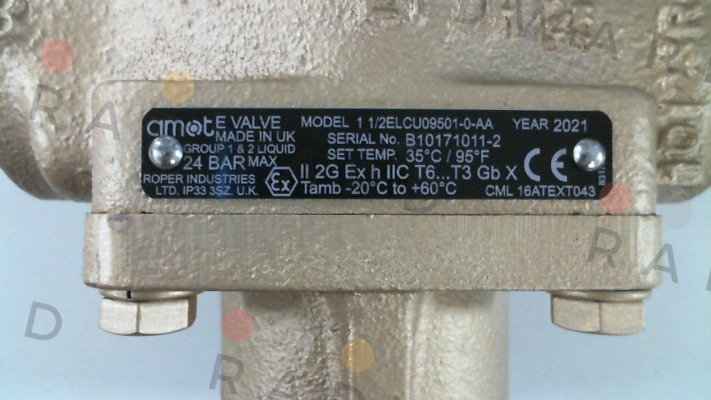 amot E VALVE MODEL 1 1/2ELCU09501-0-AA YEAR 2021
MADE IN UK SERIAL No. B10171011-2
GROUP 1 & 2 LIQUID SET TEMP. 35°C / 95°F
24 BAR MAX II 2G Ex h IIC T6...T3 Gb X CE
ROPER INDUSTRIES Ex Tamb -20°C to +60°C CML 16ATEXT043
LTD, IP33 3SZ. U.K.